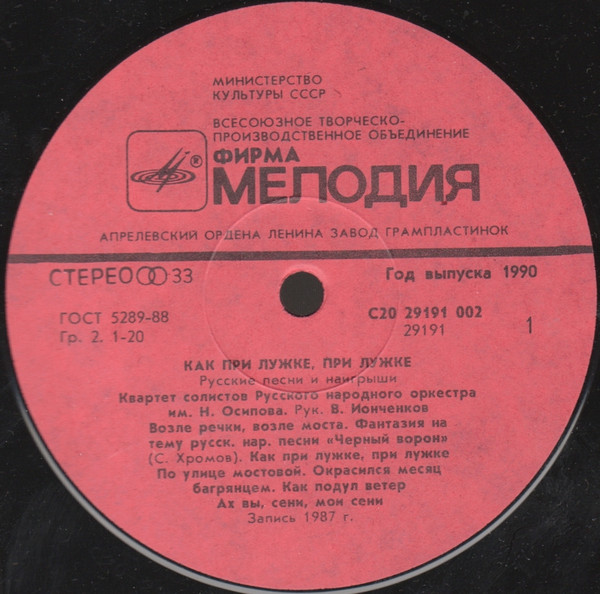 МИНИСТЕРСТВО
КУЛЬТУРЫ СССР
ВСЕСОЮЗНОЕ ТВОРЧЕСКО-
ПРОИЗВОДСТВЕННОЕ ОБЪЕДИНЕНИЕ
® ФИРМА
МЕЛОДИЯ
АПРЕЛЕВСКИЙ ОРДЕНА ЛЕНИНА ЗАВОД ГРАМПЛАСТИНОК
СТЕРЕО 33
Год выпуска 1990
ГОСТ 5289-88
С20 29191 002
Гр. 2. 1-20
29191
1
КАК ПРИ ЛУЖКЕ, ПРИ ЛУЖКЕ
Русские песни и наигрыши
Квартет солистов Русского народного оркестра
им. Н. Осипова. Рук. В. Ионченков
Возле речки, возле моста. Фантазия на
тему русск. нар. песни «Черный ворон»
(С. Хромов). Как при лужке, при лужке
По улице мостовой. Окрасился месяц
багрянцем. Как подул ветер
Ах вы, сени, мои сени
Запись 1987 г.